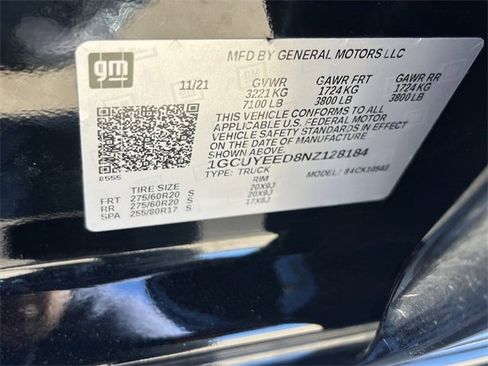 gm
MFD BY GENERAL MOTORS LLC
11/21 GVWR GAWR FRT GAWR RR
3221 KG 1724 KG 1724 KG
7100 LB 3800 LB 3800 LB
THIS VEHICLE CONFORMS TO ALL
APPLICABLE U.S. FEDERAL MOTOR
VEHICLE SAFETY STANDARDS IN
EFFECT ON THE DATE OF
MANUFACTURE SHOWN ABOVE.
1GCUYEED8NZ128184
TYPE: TRUCK MODEL:
8555
TIRE SIZE RIM
FRT 275/60R20 S 20X9J
RR 275/60R20 S 20X9J
SPA 255/80R17 S 17X8J